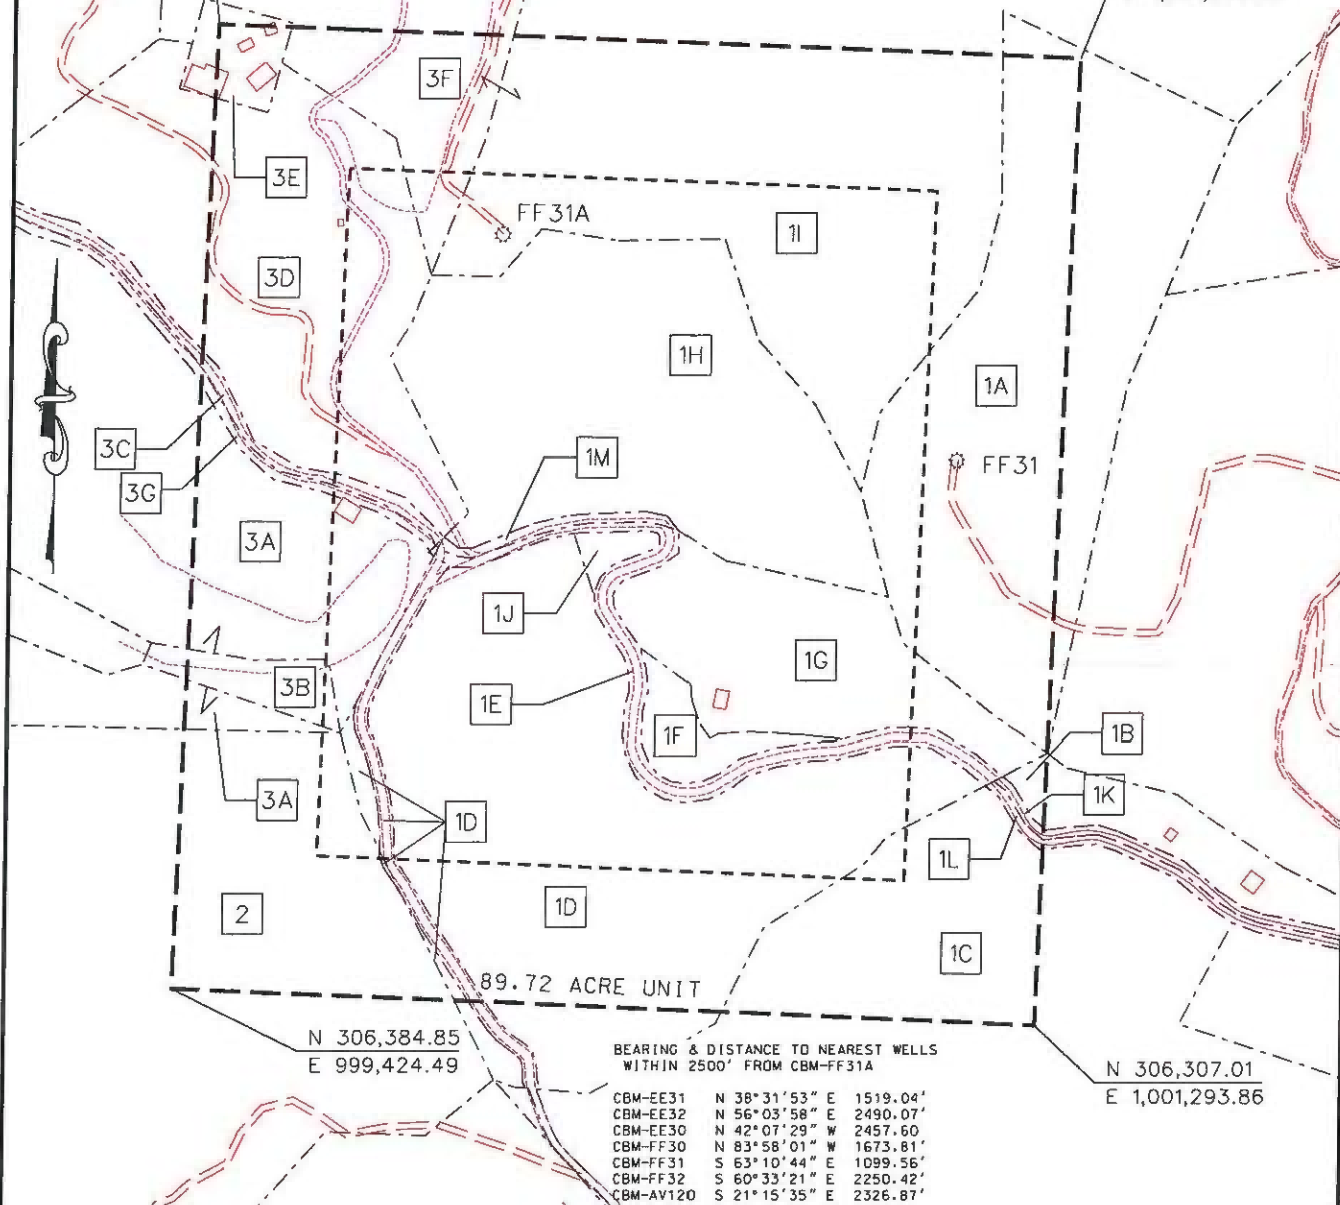 3F
3E
FF31A
1I
3D
1H
1A
3C
1M
FF31
3G
3A
1J
1G
3B
1E
1F
1B
3A
1D
1K
1L
2
1D
1C
89.72 ACRE UNIT
N 306,384.85
E 999,424.49
N 306,307.01
E 1,001,293.86
BEARING & DISTANCE TO NEAREST WELLS
WITHIN 2500' FROM CBM-FF31A
CBM-EE31 N 38°31'53" E 1519.04'
CBM-EE32 N 56°03'58" E 2490.07'
CBM-EE30 N 42°07'29" W 2457.60
CBM-FF30 N 83°58'01" W 1673.81'
CBM-FF31 S 63°10'44" E 1099.56'
CBM-FF32 S 60°33'21" E 2250.42'
CBM-AV120 S 21°15'35" E 2326.87'